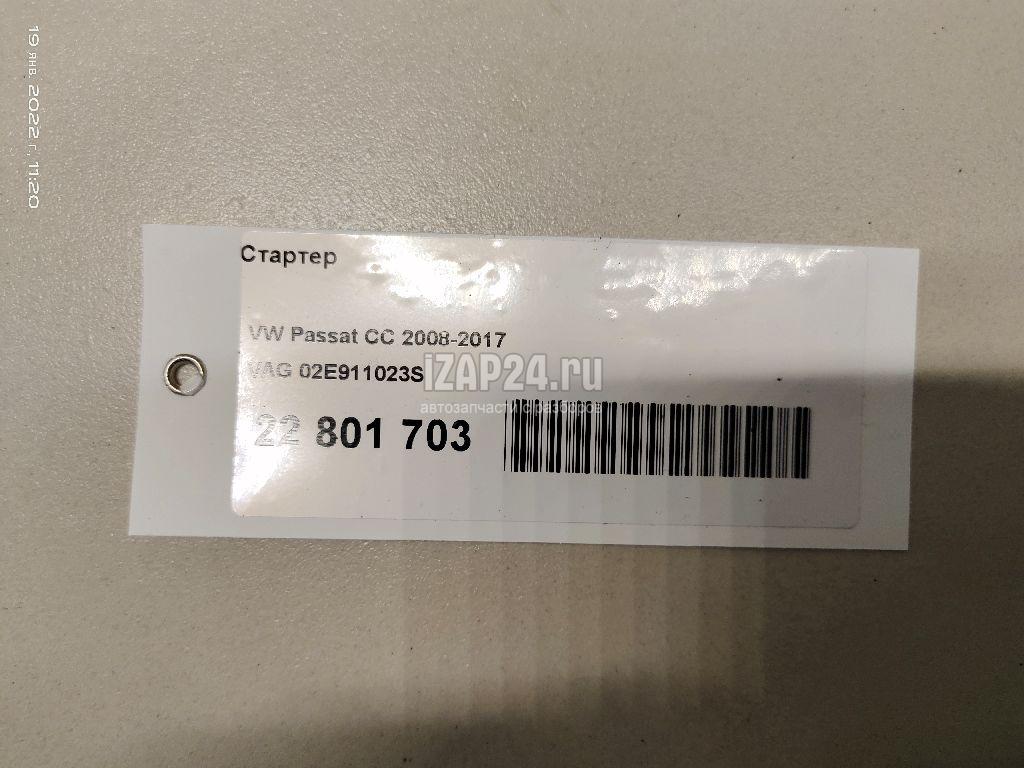 19 янв. 2022 г., 11:20
Стартер
VW Passat CC 2008-2017
VAG 02E911023S
iZAP24.ru
автозапчасти с разборов
22 801 703